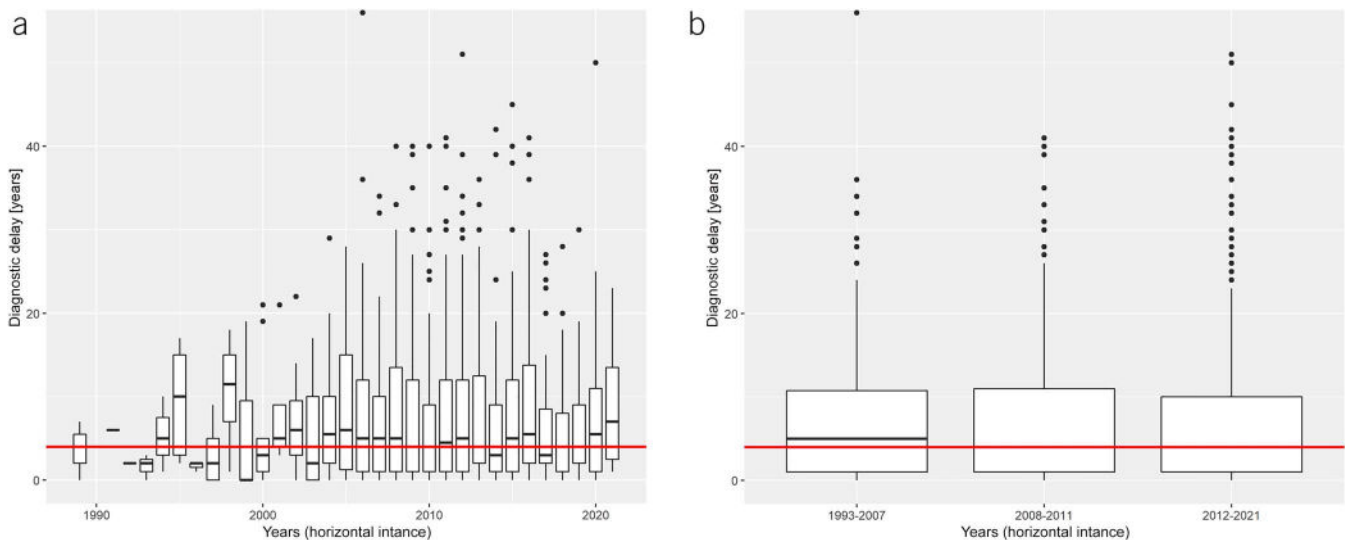 a
Diagnostic delay [years]
40
20
0
1990
2000
2010
2020
Years (horizontal intance)
b
Diagnostic delay [years]
40
20
0
1993-2007
2008-2011
2012-2021
Years (horizontal intance)